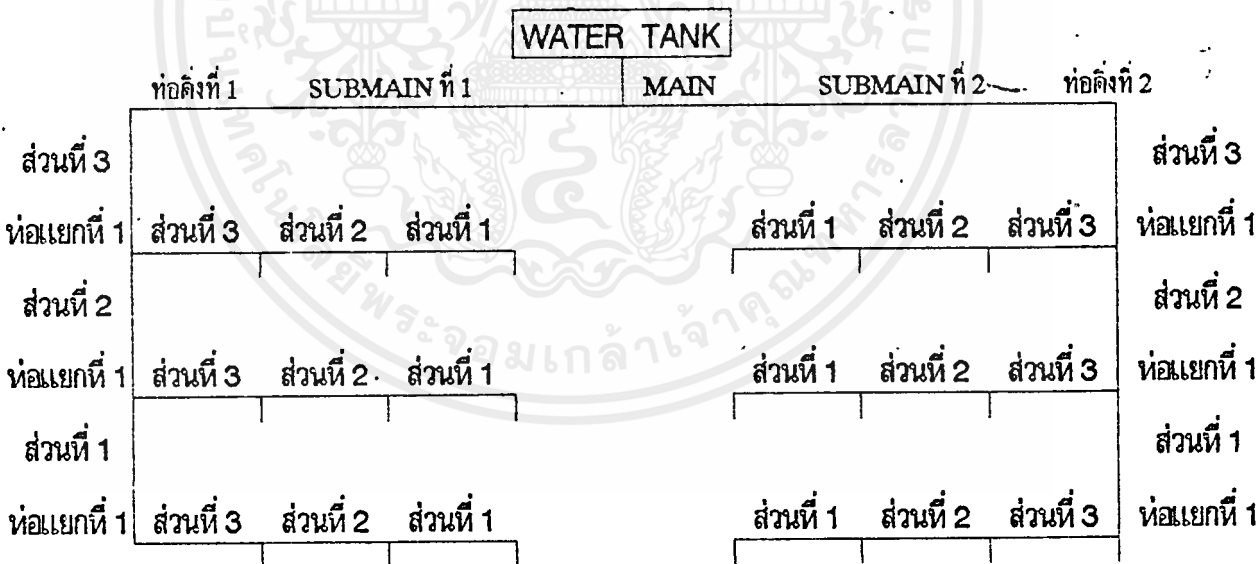 WATER TANK
ท่อดิ่งที่ 1 SUBMAIN ที่ 1 MAIN SUBMAIN ที่ 2 ท่อดิ่งที่ 2
ส่วนที่ 3 ส่วนที่ 3
ท่อแยกที่ 1 ส่วนที่ 3 ส่วนที่ 2 ส่วนที่ 1 ส่วนที่ 1 ส่วนที่ 2 ส่วนที่ 3 ท่อแยกที่ 1
ส่วนที่ 2 ส่วนที่ 2
ท่อแยกที่ 1 ส่วนที่ 3 ส่วนที่ 2 ส่วนที่ 1 ส่วนที่ 1 ส่วนที่ 2 ส่วนที่ 3 ท่อแยกที่ 1
ส่วนที่ 1 ส่วนที่ 1
ท่อแยกที่ 1 ส่วนที่ 3 ส่วนที่ 2 ส่วนที่ 1 ส่วนที่ 1 ส่วนที่ 2 ส่วนที่ 3 ท่อแยกที่ 1